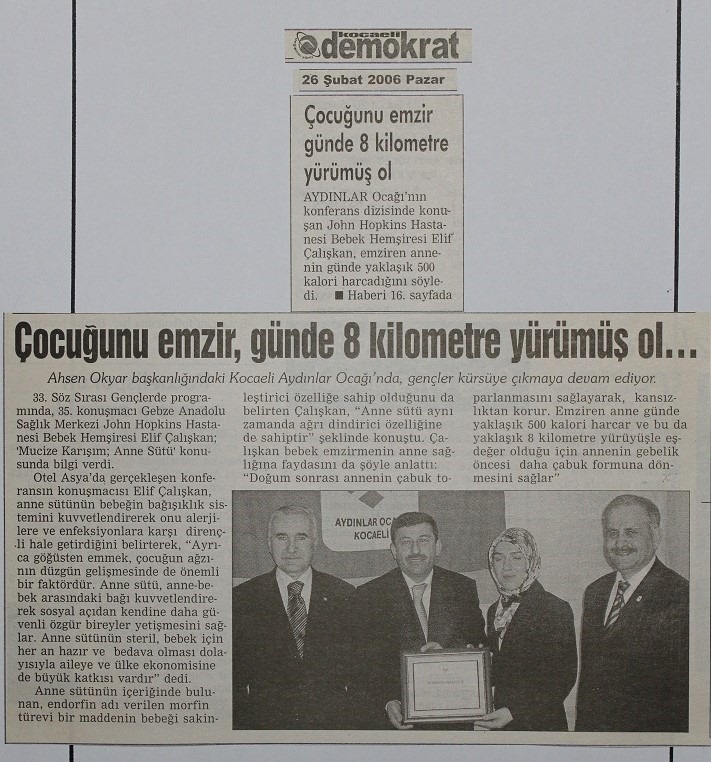 kocaeli
demokrat
26 Şubat 2006 Pazar
Çocuğunu emzir
günde 8 kilometre
yürümüş ol
AYDINLAR Ocağı'nın
konferans dizisinde konu-
şan John Hopkins Hasta-
nesi Bebek Hemşiresi Elif
Çalışkan, emziren anne-
nin günde yaklaşık 500
kalori harcadığını söyle-
di. ■ Haberi 16. sayfada
Çocuğunu emzir, günde 8 kilometre yürümüş ol...
Ahsen Okyar başkanlığındaki Kocaeli Aydınlar Ocağı'nda, gençler kürsüye çıkmaya devam ediyor.
33. Söz Sırası Gençlerde progra-
mında, 35. konuşmacı Gebze Anadolu
Sağlık Merkezi John Hopkins Hasta-
nesi Bebek Hemşiresi Elif Çalışkan;
'Mucize Karışım; Anne Sütü' konu-
sunda bilgi verdi.
Otel Asya'da gerçekleşen konfe-
ransın konuşmacısı Elif Çalışkan,
anne sütünün bebeğin bağışıklık sis-
temini kuvvetlendirerek onu alerji-
lere ve enfeksiyonlara karşı direnç-
li hale getirdiğini belirterek, "Ayrı-
ca göğüsten emmek, çocuğun ağzı-
nın düzgün gelişmesinde de önemli
bir faktördür. Anne sütü, anne-be-
bek arasındaki bağı kuvvetlendire-
rek sosyal açıdan kendine daha gü-
venli özgür bireyler yetişmesini sağ-
lar. Anne sütünün steril, bebek için
her an hazır ve bedava olması dola-
yısıyla aileye ve ülke ekonomisine
de büyük katkısı vardır" dedi.
Anne sütünün içeriğinde bulu-
nan, endorfin adı verilen morfin
türevi bir maddenin bebeği sakin-
leştirici özelliğe sahip olduğunu da
belirten Çalışkan, "Anne sütü aynı
zamanda ağrı dindirici özelliğine
de sahiptir" şeklinde konuştu. Ça-
lışkan bebek emzirmenin anne sağ-
lığına faydasını da şöyle anlattı:
"Doğum sonrası annenin çabuk to-
parlanmasını sağlayarak, kansız-
lıktan korur. Emziren anne günde
yaklaşık 500 kalori harcar ve bu da
yaklaşık 8 kilometre yürüyüşle eş-
değer olduğu için annenin gebelik
öncesi daha çabuk formuna dön-
mesini sağlar"
AYDINLAR OCAĞI
KOCAELİ